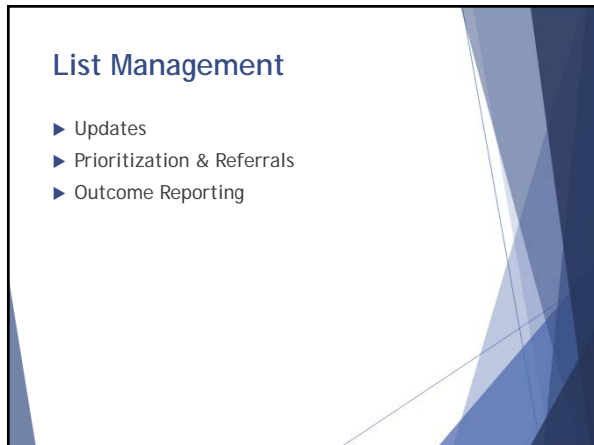 List Management
Updates
Prioritization & Referrals
Outcome Reporting